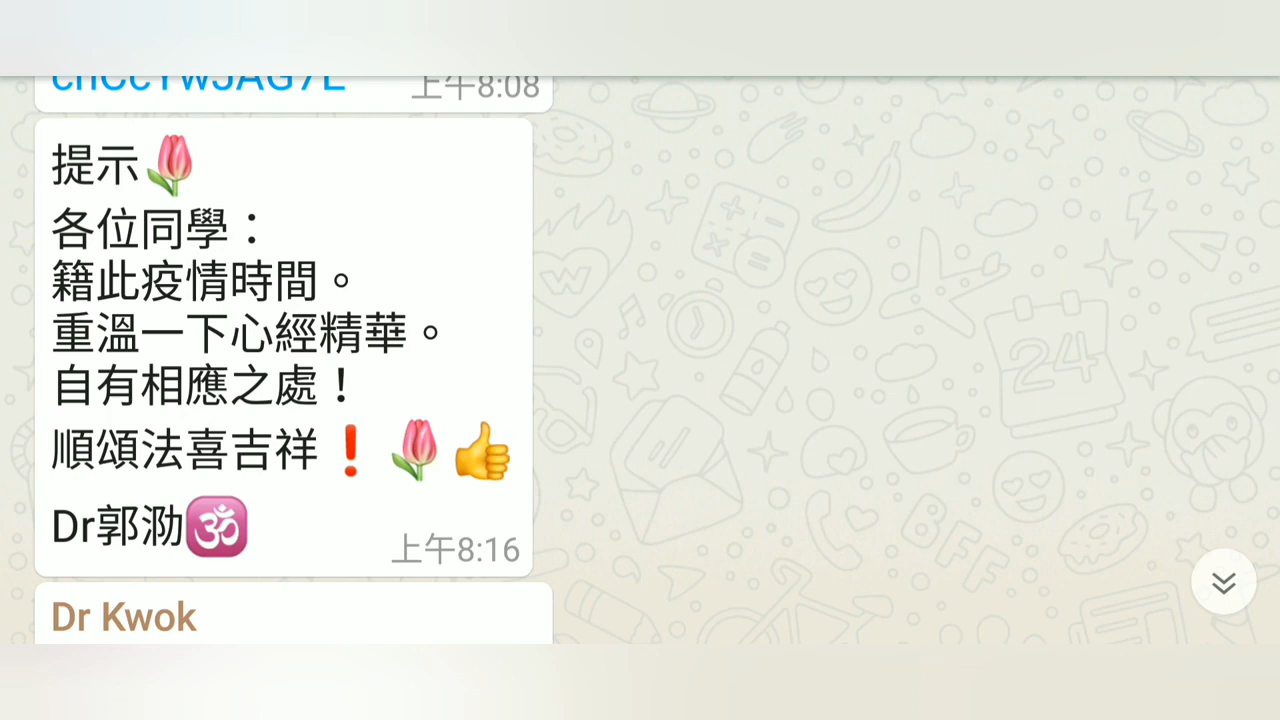 上午8:08
提示🌷
各位同學：
籍此疫情時間。
重溫一下心經精華。
自有相應之處！
順頌法喜吉祥❗🌷👍
Dr郭泐🕉
上午8:16
Dr Kwok